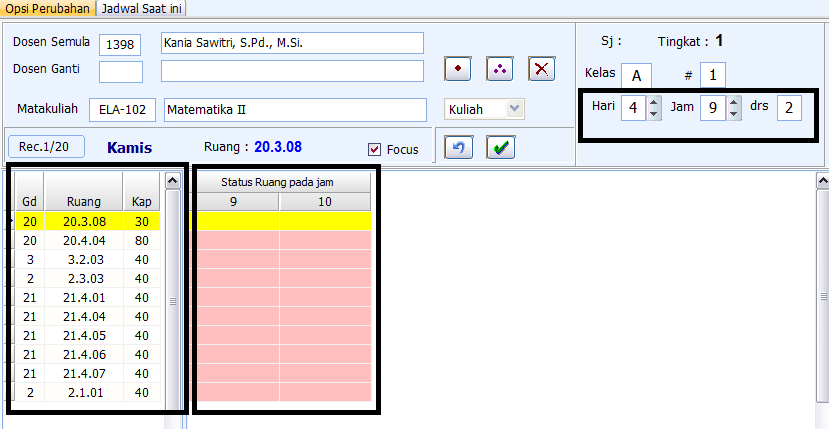 Opsi Perubahan Jadwal Saat ini
Dosen Semula 1398 Kania Sawitri, S.Pd., M.Si. Sj : Tingkat : 1
Dosen Ganti Kelas A # 1
Matakuliah ELA-102 Matematika II Kuliah Hari 4 Jam 9 drs 2
Rec.1/20 Kamis Ruang : 20.3.08 Focus
Status Ruang pada jam
Gd Ruang Kap 9 10
20 20.3.08 30
20 20.4.04 80
3 3.2.03 40
2 2.3.03 40
21 21.4.01 40
21 21.4.04 40
21 21.4.05 40
21 21.4.06 40
21 21.4.07 40
2 2.1.01 40